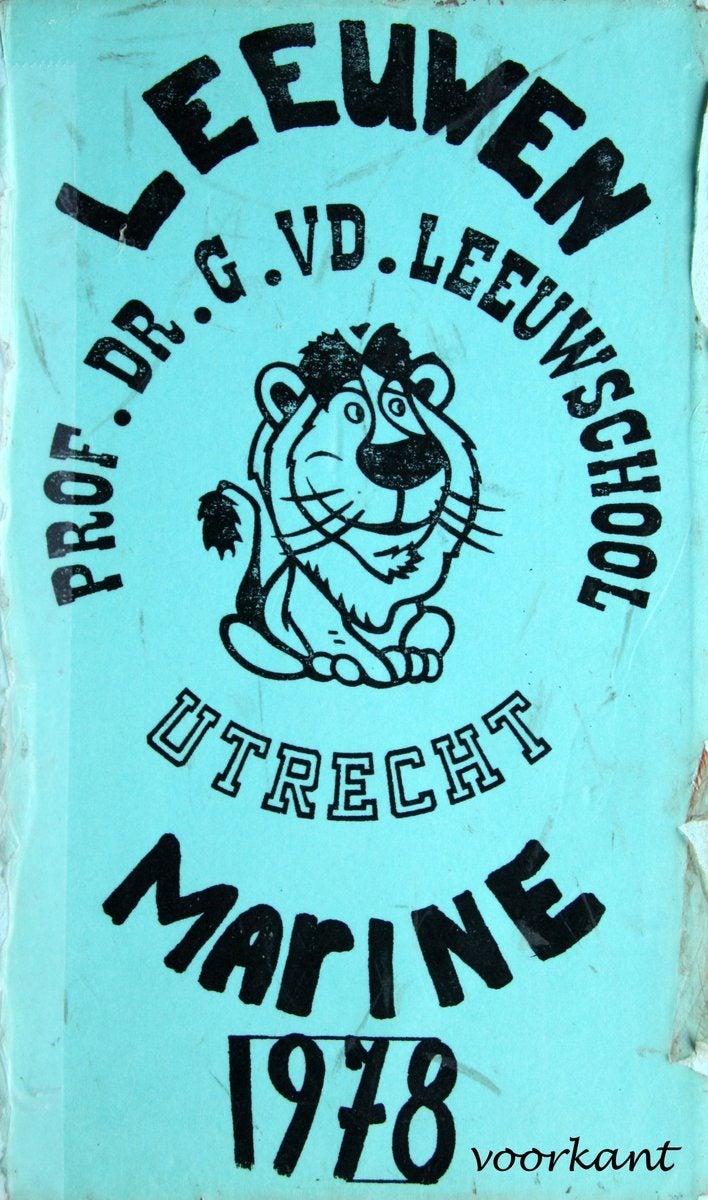 LEEUWEN
PROF. DR. G. VD. LEEUWSCHOOL
UTRECHT
MArINE
1978
voorkant